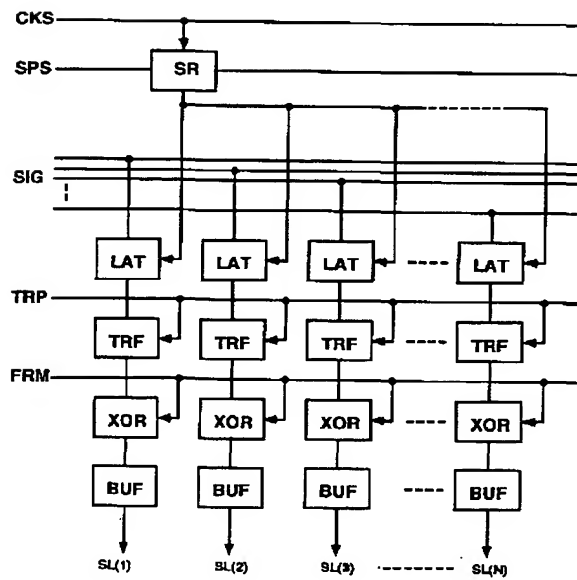 CKS
SPS
SR
SIG
LAT LAT LAT LAT
TRP
TRF TRF TRF TRF
FRM
XOR XOR XOR XOR
BUF BUF BUF BUF
SL(1) SL(2) SL(3) SL(N)